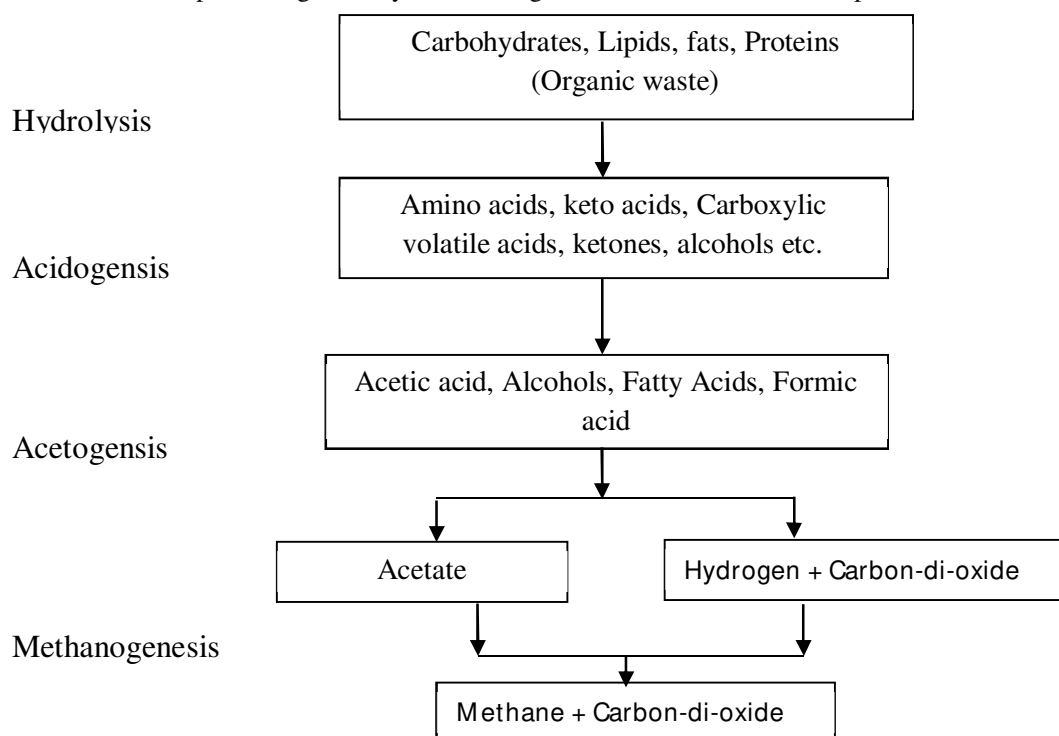 Carbohydrates, Lipids, fats, Proteins
(Organic waste)
Hydrolysis
Amino acids, keto acids, Carboxylic
volatile acids, ketones, alcohols etc.
Acidogensis
Acetic acid, Alcohols, Fatty Acids, Formic
acid
Acetogensis
Acetate
Hydrogen + Carbon-di-oxide
Methanogenesis
Methane + Carbon-di-oxide